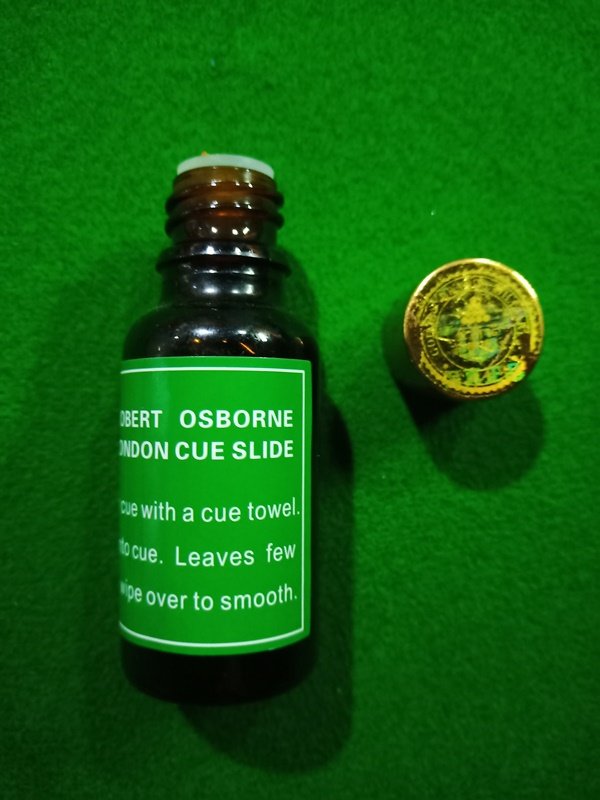 OBERT OSBORNE
ONDON CUE SLIDE
cue with a cue towel.
nto cue. Leaves few
wipe over to smooth.